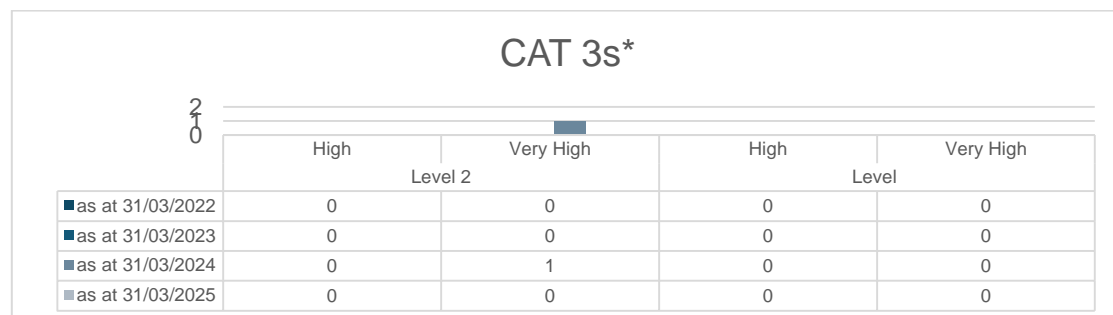 CAT 3s*
2
1
0
High Very High High Very High
Level 2 Level
as at 31/03/2022 0 0 0 0
as at 31/03/2023 0 0 0 0
as at 31/03/2024 0 1 0 0
as at 31/03/2025 0 0 0 0